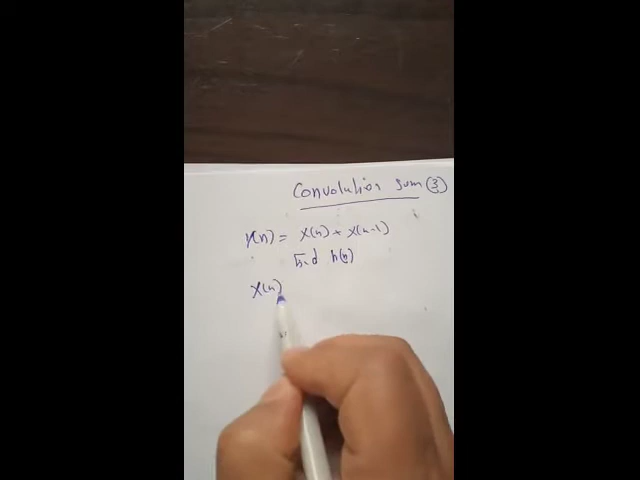 Convolution sum (3)
y(n) = x(n) + x(n-1)
Find h(n)
x(n)